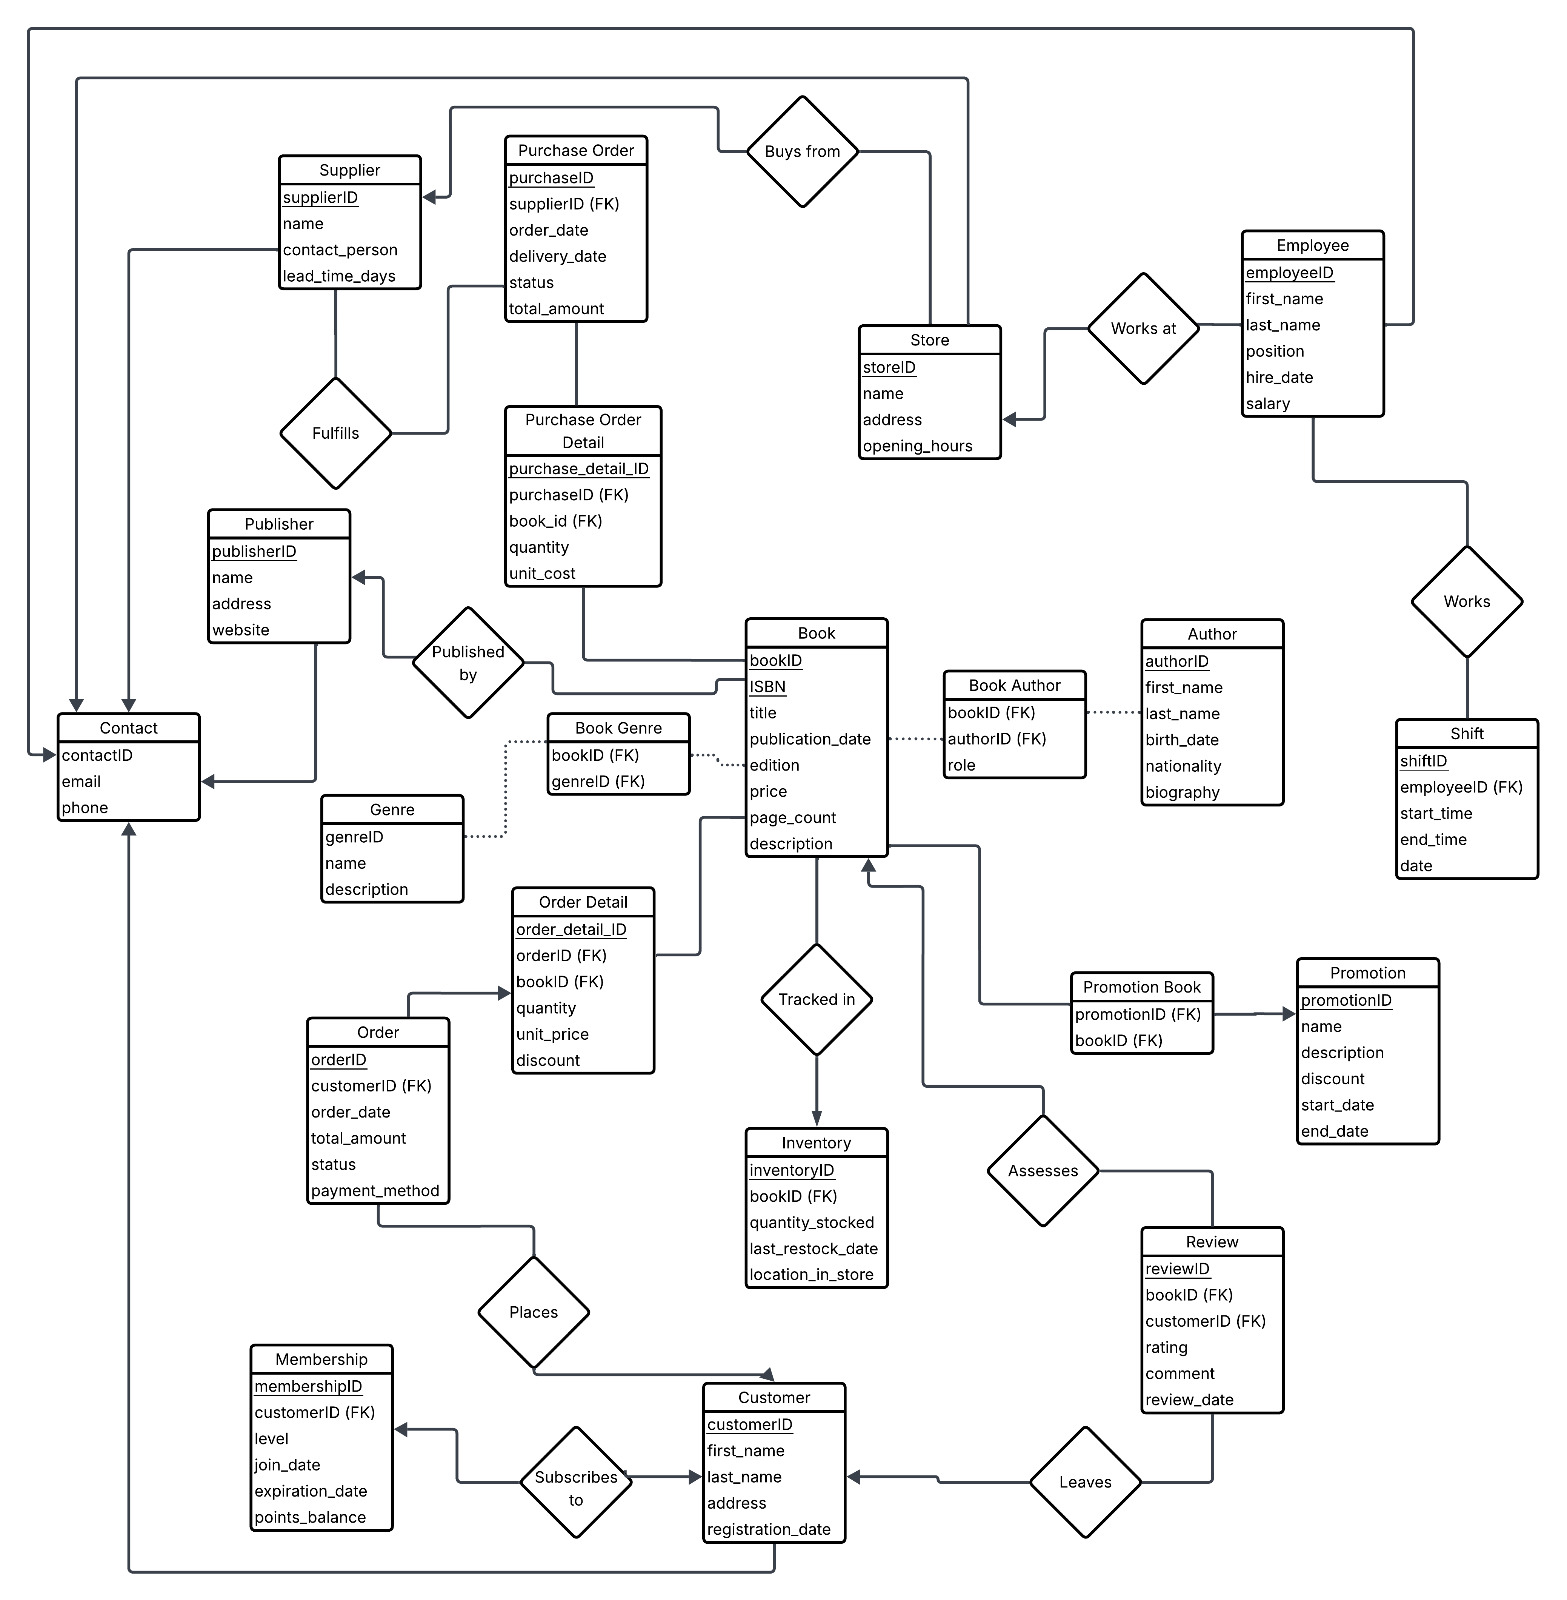 Buys from
Purchase Order
purchaseID
supplierID (FK)
order_date
delivery_date
status
total_amount
Supplier
supplierID
name
contact_person
lead_time_days
Employee
employeeID
first_name
last_name
position
hire_date
salary
Works at
Store
storeID
name
address
opening_hours
Fulfills
Purchase Order
Detail
purchase_detail_ID
purchaseID (FK)
book_id (FK)
quantity
unit_cost
Publisher
publisherID
name
address
website
Works
Published
by
Book
bookID
ISBN
title
publication_date
edition
price
page_count
description
Author
authorID
first_name
last_name
birth_date
nationality
biography
Book Author
bookID (FK)
authorID (FK)
role
Contact
contactID
email
phone
Book Genre
bookID (FK)
genreID (FK)
Shift
shiftID
employeeID (FK)
start_time
end_time
date
Genre
genreID
name
description
Order Detail
order_detail_ID
orderID (FK)
bookID (FK)
quantity
unit_price
discount
Tracked in
Promotion Book
promotionID (FK)
bookID (FK)
Promotion
promotionID
name
description
discount
start_date
end_date
Order
orderID
customerID (FK)
order_date
total_amount
status
payment_method
Inventory
inventoryID
bookID (FK)
quantity_stocked
last_restock_date
location_in_store
Assesses
Review
reviewID
bookID (FK)
customerID (FK)
rating
comment
review_date
Places
Membership
membershipID
customerID (FK)
level
join_date
expiration_date
points_balance
Subscribes
to
Customer
customerID
first_name
last_name
address
registration_date
Leaves